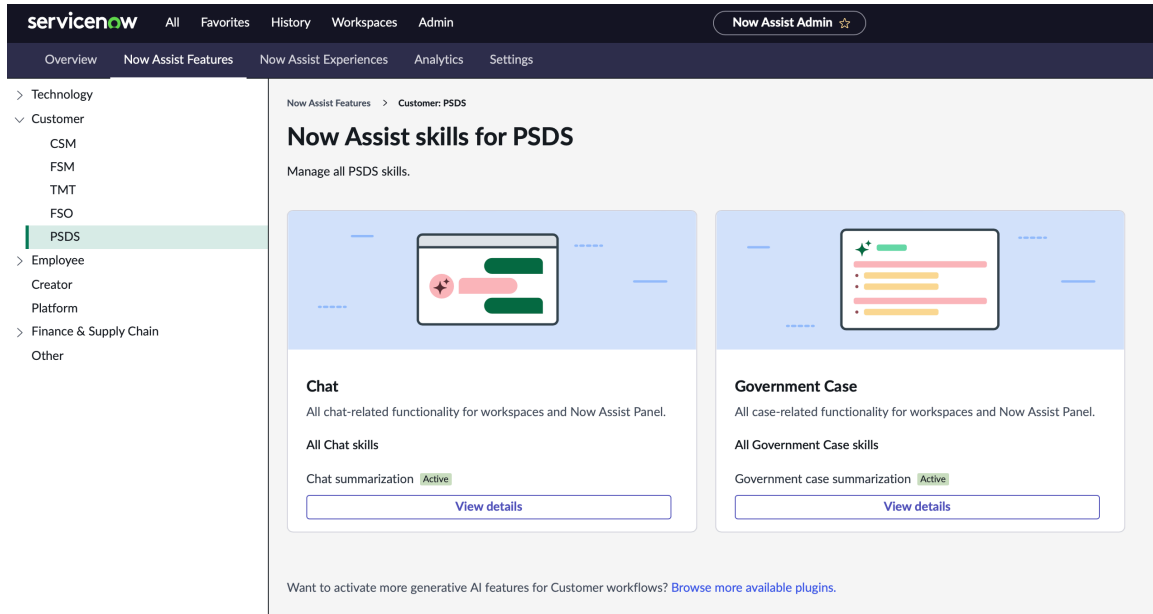 servicenow All Favorites History Workspaces Admin Now Assist Admin
Overview Now Assist Features Now Assist Experiences Analytics Settings
Technology
Customer
CSM
FSM
TMT
FSO
PSDS
Employee
Creator
Platform
Finance & Supply Chain
Other
Now Assist Features > Customer: PSDS
Now Assist skills for PSDS
Manage all PSDS skills.
Chat
All chat-related functionality for workspaces and Now Assist Panel.
All Chat skills
Chat summarization Active
View details
Government Case
All case-related functionality for workspaces and Now Assist Panel.
All Government Case skills
Government case summarization Active
View details
Want to activate more generative AI features for Customer workflows? Browse more available plugins.